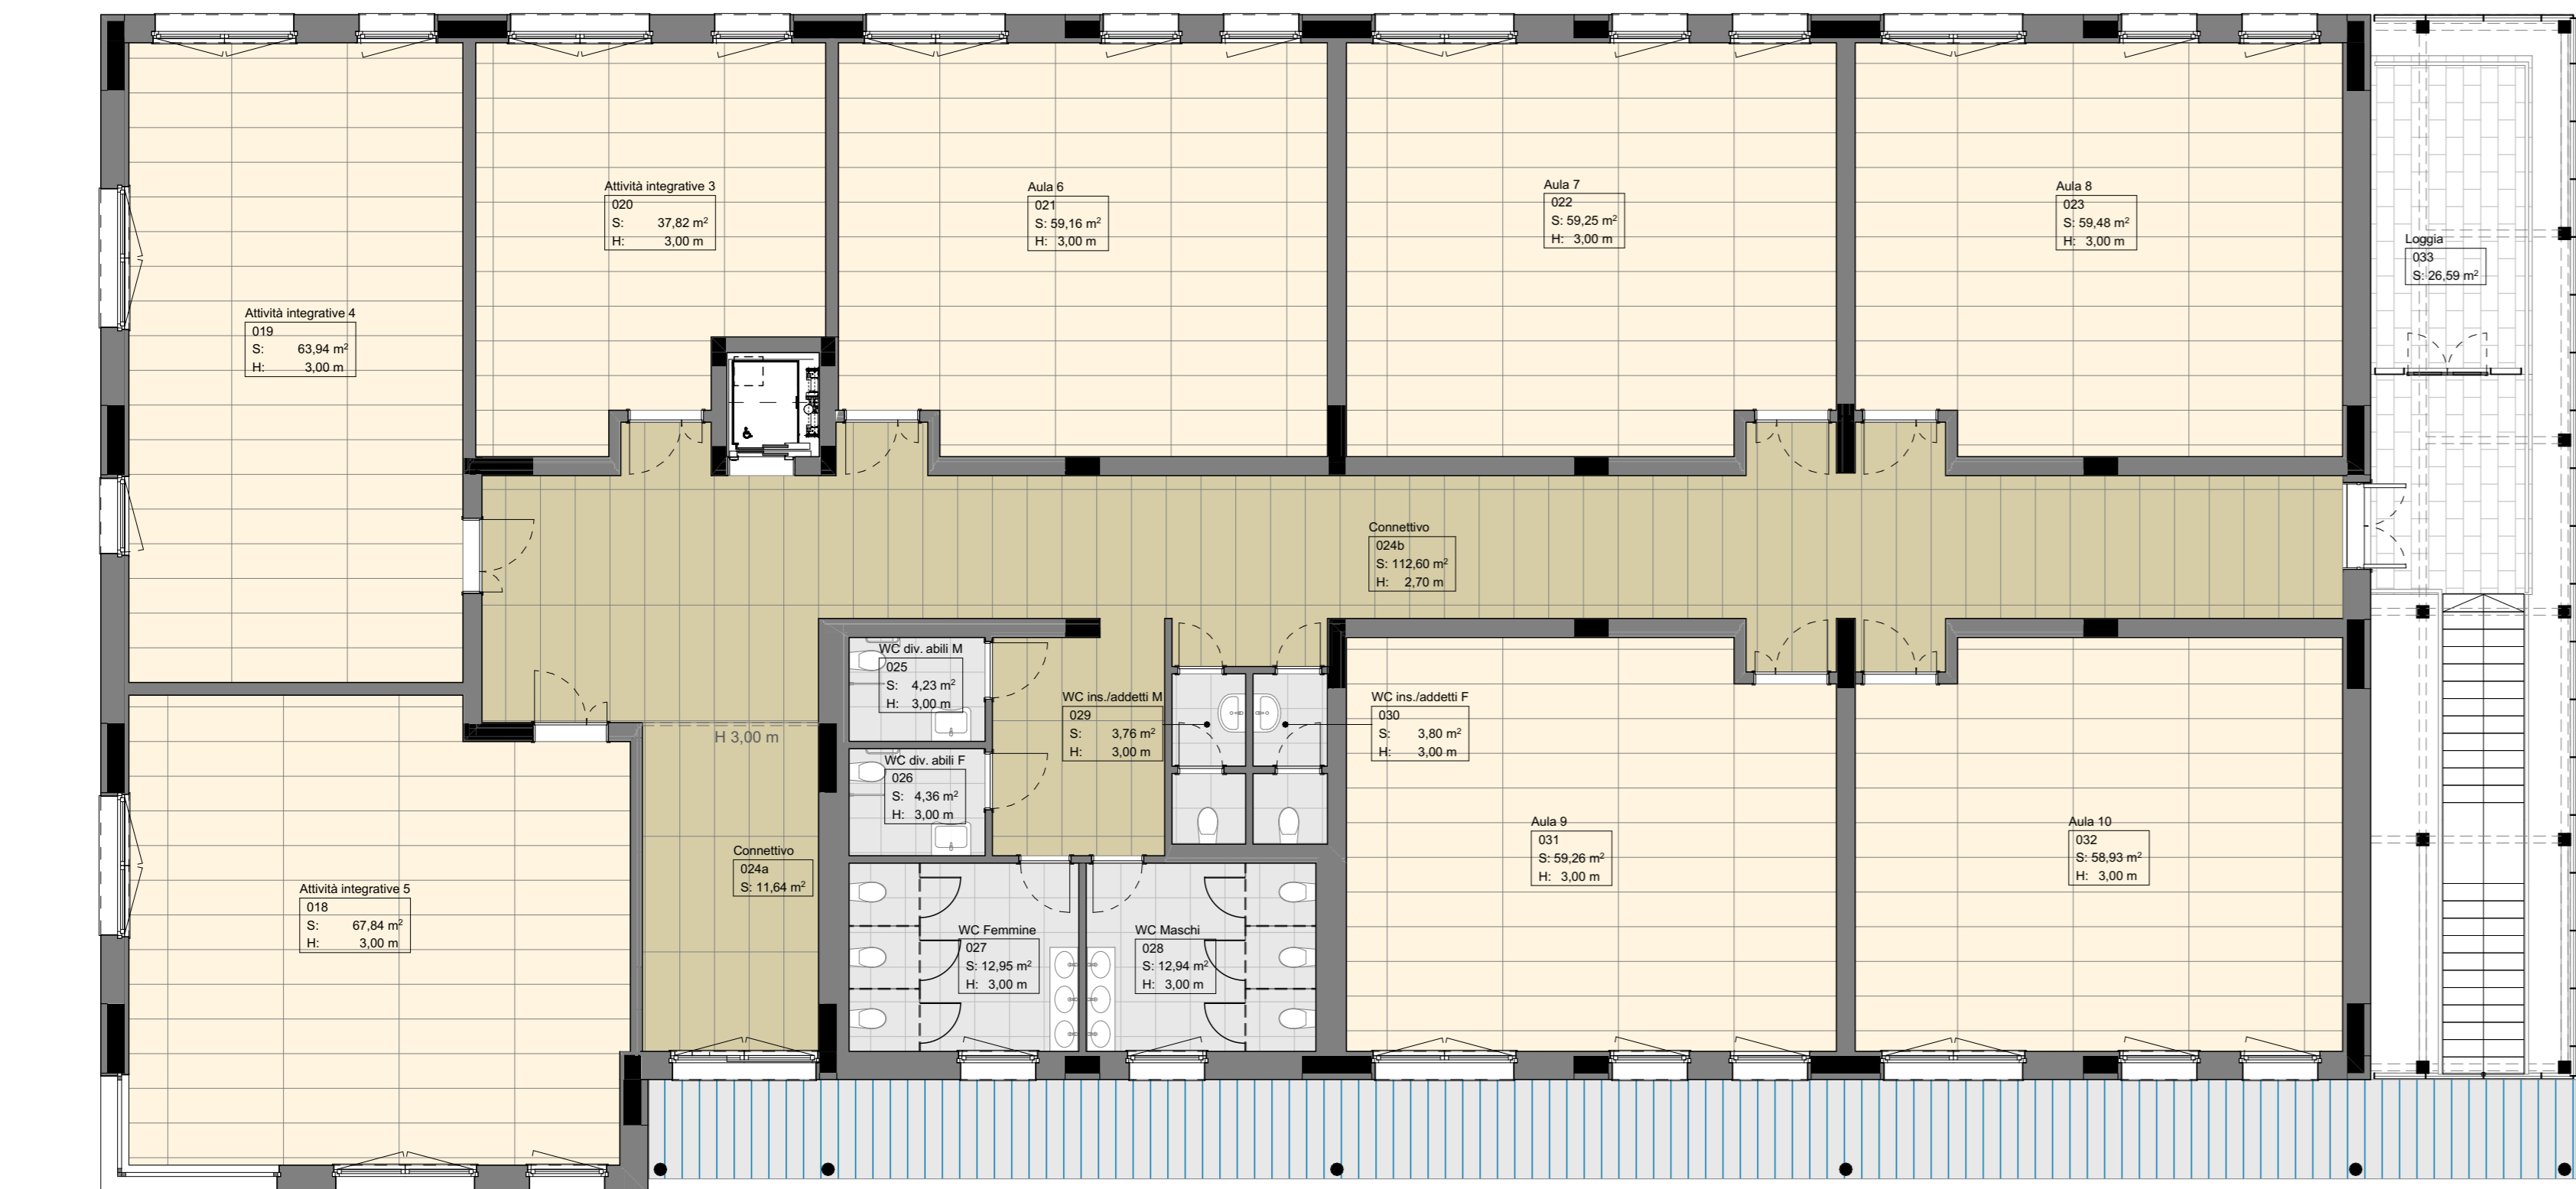 Attività integrative 3
020
S: 37,82 m²
H: 3,00 m
Aula 6
021
S: 59,16 m²
H: 3,00 m
Aula 7
022
S: 59,25 m²
H: 3,00 m
Aula 8
023
S: 59,48 m²
H: 3,00 m
Loggia
033
S: 26,59 m²
Attività integrative 4
019
S: 63,94 m²
H: 3,00 m
Connettivo
024b
S: 112,60 m²
H: 2,70 m
WC div. abili M
025
S: 4,23 m²
H: 3,00 m
WC ins./addetti M
029
S: 3,76 m²
H: 3,00 m
WC ins./addetti F
030
S: 3,80 m²
H: 3,00 m
H 3,00 m
WC div. abili F
026
S: 4,36 m²
H: 3,00 m
Connettivo
024a
S: 11,64 m²
Aula 9
031
S: 59,26 m²
H: 3,00 m
Aula 10
032
S: 58,93 m²
H: 3,00 m
Attività integrative 5
018
S: 67,84 m²
H: 3,00 m
WC Femmine
027
S: 12,95 m²
H: 3,00 m
WC Maschi
028
S: 12,94 m²
H: 3,00 m